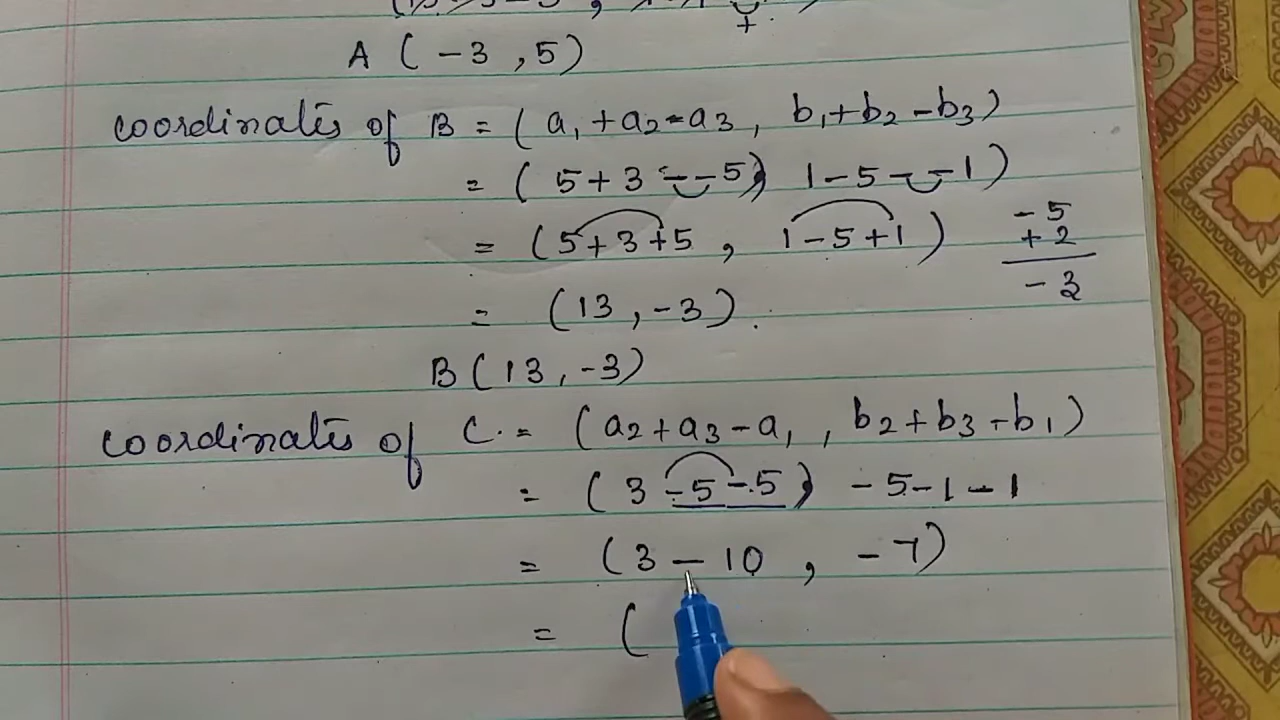 A ( -3 , 5 )
coordinates of B = ( a₁ + a₂ - a₃ , b₁ + b₂ - b₃ )
= ( 5 + 3 - -5 ) 1 - 5 - -1 )
= ( 5 + 3 + 5 , 1 - 5 + 1 )
-5
+2
-3
= ( 13 , -3 ) .
B ( 13 , -3 )
coordinates of C. = ( a₂ + a₃ - a₁ , b₂ + b₃ - b₁ )
= ( 3 -5 -5 ) -5 -1 -1
= ( 3 - 10 , -7 )
= (